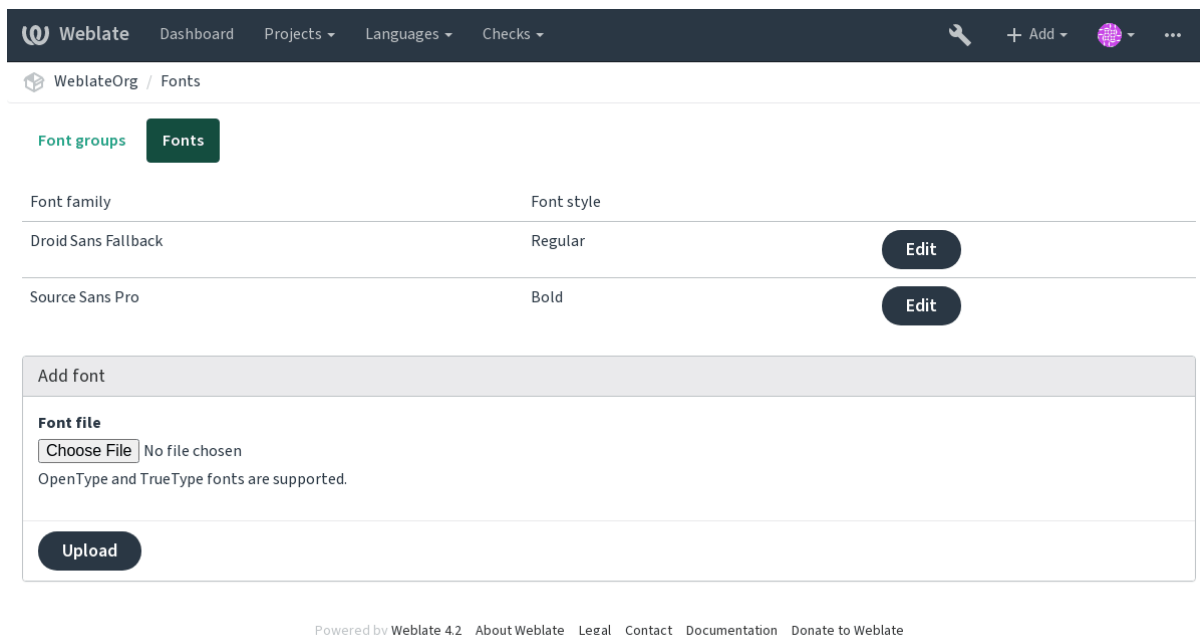 Weblate Dashboard Projects Languages Checks + Add
WeblateOrg / Fonts
Font groups Fonts
Font family Font style
Droid Sans Fallback Regular Edit
Source Sans Pro Bold Edit
Add font
Font file
Choose File No file chosen
OpenType and TrueType fonts are supported.
Upload
Powered by Weblate 4.2 About Weblate Legal Contact Documentation Donate to Weblate